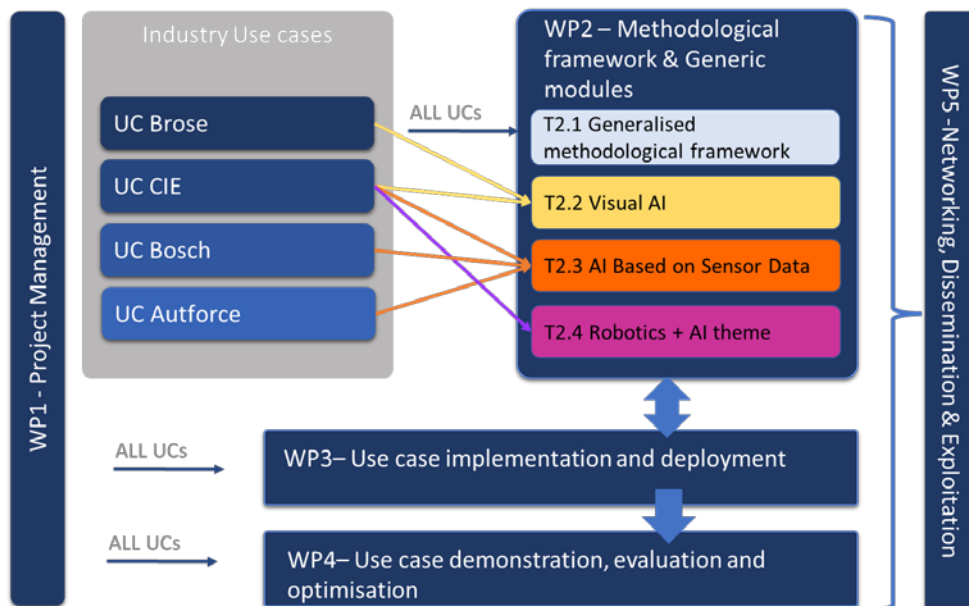 WP1 - Project Management
Industry Use cases
UC Brose
UC CIE
UC Bosch
UC Autforce
ALL UCs
WP2 – Methodological
framework & Generic
modules
T2.1 Generalised
methodological framework
T2.2 Visual AI
T2.3 AI Based on Sensor Data
T2.4 Robotics + AI theme
ALL UCs
WP3– Use case implementation and deployment
ALL UCs
WP4– Use case demonstration, evaluation and
optimisation
WP5 -Networking, Dissemination & Exploitation